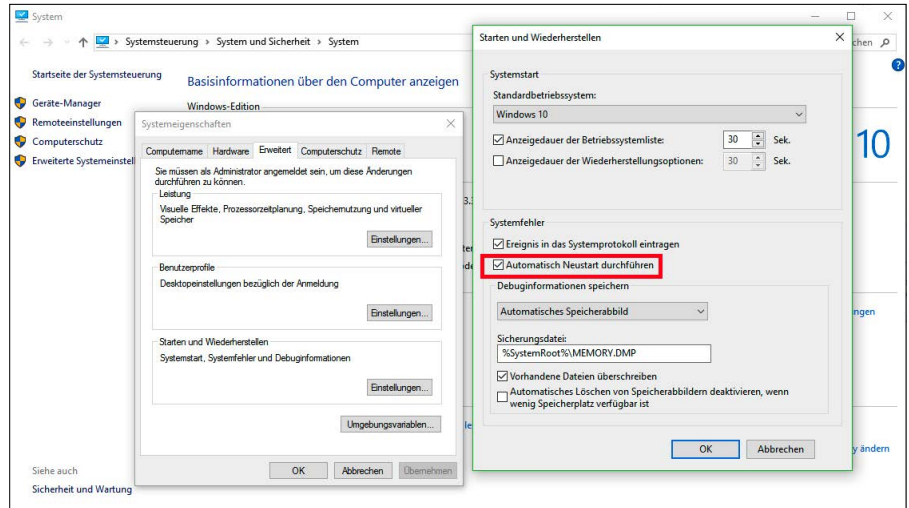 System
Systemsteuerung > System und Sicherheit > System
Startseite der Systemsteuerung
Geräte-Manager
Remoteeinstellungen
Computerschutz
Erweiterte Systemeinstell
Siehe auch
Sicherheit und Wartung
Basisinformationen über den Computer anzeigen
Windows-Edition
10
y ändern
Systemeigenschaften
Computername Hardware Erweitert Computerschutz Remote
Sie müssen als Administrator angemeldet sein, um diese Änderungen
durchführen zu können.
Leistung
Visuelle Effekte, Prozessorzeitplanung, Speichernutzung und virtueller
Speicher
Einstellungen...
Benutzerprofile
Desktopeinstellungen bezüglich der Anmeldung
Einstellungen...
Starten und Wiederherstellen
Systemstart, Systemfehler und Debuginformationen
Einstellungen...
Umgebungsvariablen...
OK Abbrechen Übernehmen
Starten und Wiederherstellen
Systemstart
Standardbetriebssystem:
Windows 10
Anzeigedauer der Betriebssystemliste: 30 Sek.
Anzeigedauer der Wiederherstellungsoptionen: 30 Sek.
Systemfehler
Ereignis in das Systemprotokoll eintragen
Automatisch Neustart durchführen
Debuginformationen speichern
Automatisches Speicherabbild
Sicherungsdatei:
%SystemRoot%\MEMORY.DMP
Vorhandene Dateien überschreiben
Automatisches Löschen von Speicherabbildern deaktivieren, wenn
wenig Speicherplatz verfügbar ist
OK Abbrechen